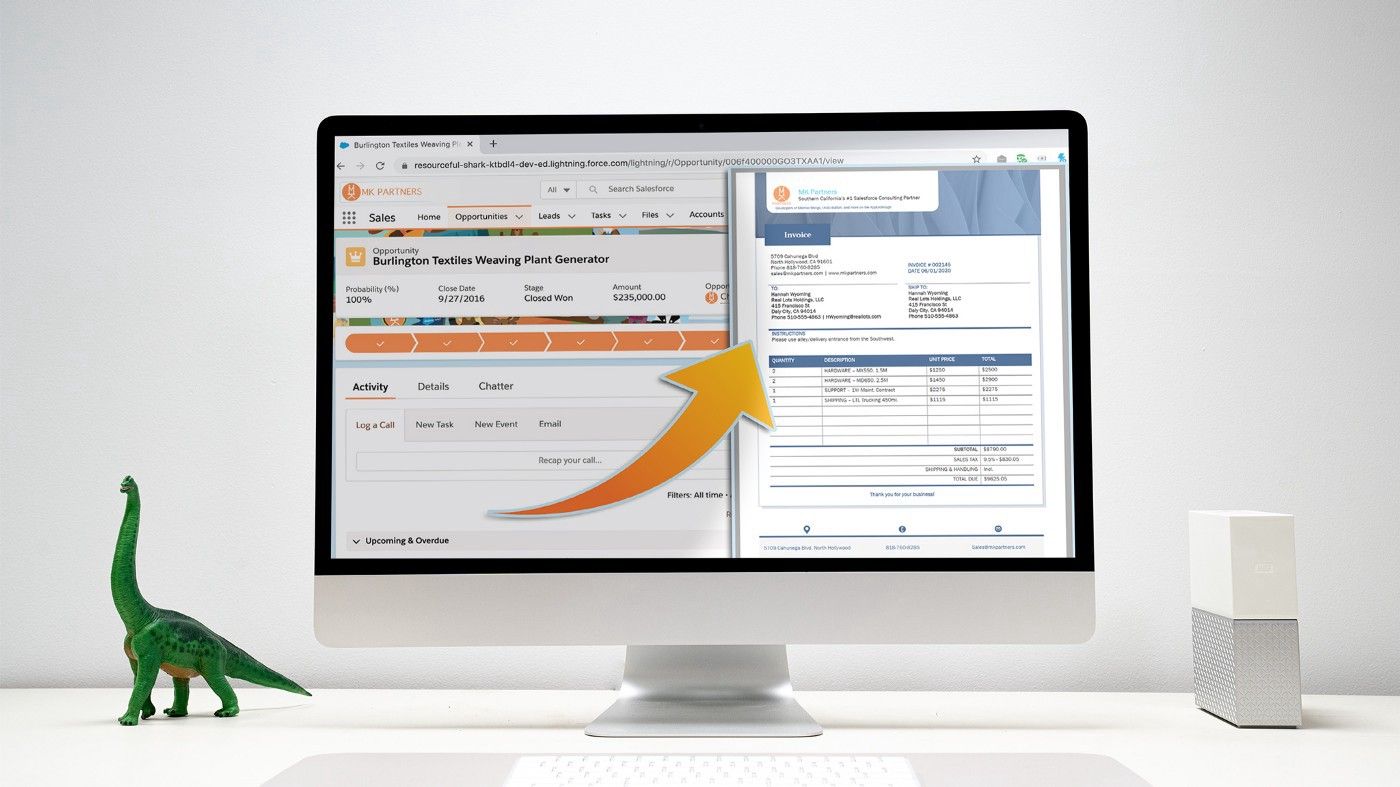 Burlington Textiles Weaving Pl
resourceful-shark-ktbdl4-dev-ed.lightning.force.com/lightning/r/Opportunity/006f400000GO3TXAA1/view
MK PARTNERS
All
Search Salesforce
Sales
Home
Opportunities
Leads
Tasks
Files
Accounts
Opportunity
Burlington Textiles Weaving Plant Generator
Probability (%)
100%
Close Date
9/27/2016
Stage
Closed Won
Amount
$235,000.00
Oppor
Activity
Details
Chatter
Log a Call
New Task
New Event
Email
Recap your call...
Filters: All time
Upcoming & Overdue
MK Partners
Southern California's #1 Salesforce Consulting Partner
Invoice
5709 Cahuenga Blvd
North Hollywood, CA 91601
Phone 818-760-8285
sales@mkpartners.com | www.mkpartners.com
INVOICE # 002145
DATE 06/01/2020
TO:
Hannah Wyoming
Real Lots Holdings, LLC
415 Francisco St
Daly City, CA 94014
Phone 510-555-4863 | HWyoming@reallots.com
SHIP TO:
Hannah Wyoming
Real Lots Holdings, LLC
415 Francisco St
Daly City, CA 94014
Phone 510-555-4863
INSTRUCTIONS
Please use alley/delivery entrance from the Southwest.
QUANTITY DESCRIPTION UNIT PRICE TOTAL
2 HARDWARE – MX550, 1.5M $1250 $2500
2 HARDWARE – MD650, 2.5M $1450 $2900
1 SUPPORT – 1Yr Maint. Contract $2275 $2275
1 SHIPPING – LTL Trucking 450mi. $1115 $1115
SUBTOTAL $8790.00
SALES TAX 9.5% - $835.05
SHIPPING & HANDLING Incl.
TOTAL DUE $9625.05
Thank you for your business!
5709 Cahuenga Blvd, North Hollywood
818-760-8285
Sales@mkpartners.com